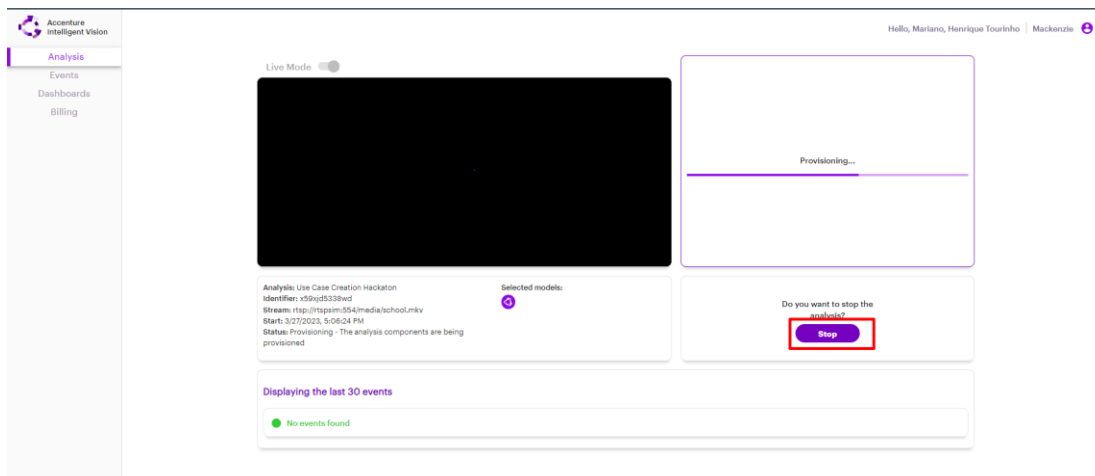 Accenture
Intelligent Vision
Hello, Mariano, Henrique Tourinho
Mackenzie
Analysis
Events
Dashboards
Billing
Live Mode
Provisioning...
Analysis: Use Case Creation Hackaton
Identifier: x59xjd5338wd
Stream: rtsp://rtspsim:554/media/school.mkv
Start: 3/27/2023, 5:06:24 PM
Status: Provisioning - The analysis components are being
provisioned
Selected models:
Do you want to stop the
analysis?
Stop
Displaying the last 30 events
No events found